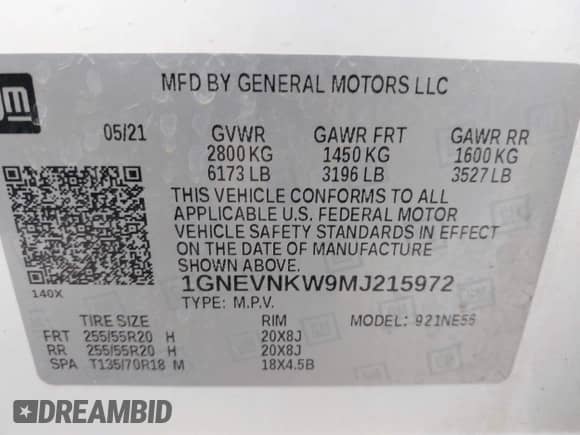 gm
MFD BY GENERAL MOTORS LLC
05/21 GVWR GAWR FRT GAWR RR
2800 KG 1450 KG 1600 KG
6173 LB 3196 LB 3527 LB
THIS VEHICLE CONFORMS TO ALL
APPLICABLE U.S. FEDERAL MOTOR
VEHICLE SAFETY STANDARDS IN EFFECT
ON THE DATE OF MANUFACTURE
SHOWN ABOVE.
140X 1GNEVNKW9MJ215972
TYPE: M.P.V.
TIRE SIZE RIM MODEL: 921NE56
FRT 255/55R20 H 20X8J
RR 255/55R20 H 20X8J
SPA T135/70R18 M 18X4.5B
DREAMBID